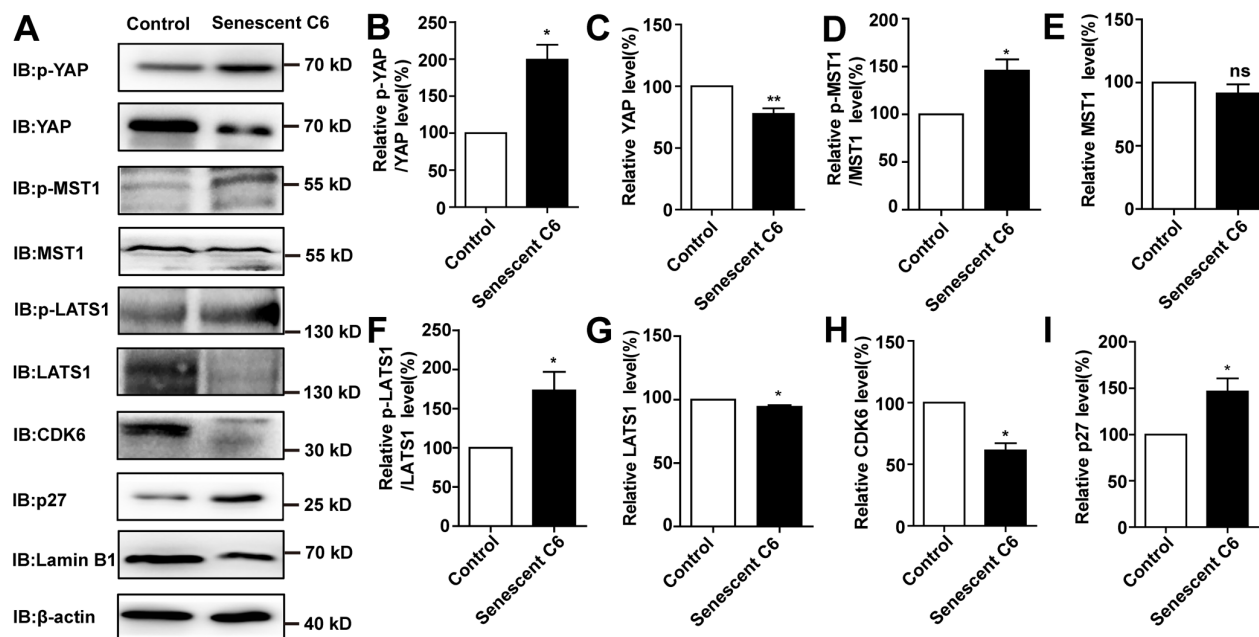 A
Control Senescent C6
IB:p-YAP
70 kD
IB:YAP
70 kD
IB:p-MST1
55 kD
IB:MST1
55 kD
IB:p-LATS1
130 kD
IB:LATS1
130 kD
IB:CDK6
30 kD
IB:p27
25 kD
IB:Lamin B1
70 kD
IB:β-actin
40 kD
B
Relative p-YAP
/YAP level(%)
250
200
150
100
50
0
*
Control
Senescent C6
C
Relative YAP level(%)
150
100
50
0
**
Control
Senescent C6
D
Relative p-MST1
/MST1 level(%)
200
150
100
50
0
*
Control
Senescent C6
E
Relative MST1 level(%)
150
100
50
0
ns
Control
Senescent C6
F
Relative p-LATS1
/LATS1 level(%)
250
200
150
100
50
0
*
Control
Senescent C6
G
Relative LATS1 level(%)
150
100
50
0
*
Control
Senescent C6
H
Relative CDK6 level(%)
150
100
50
0
*
Control
Senescent C6
I
Relative p27 level(%)
200
150
100
50
0
*
Control
Senescent C6